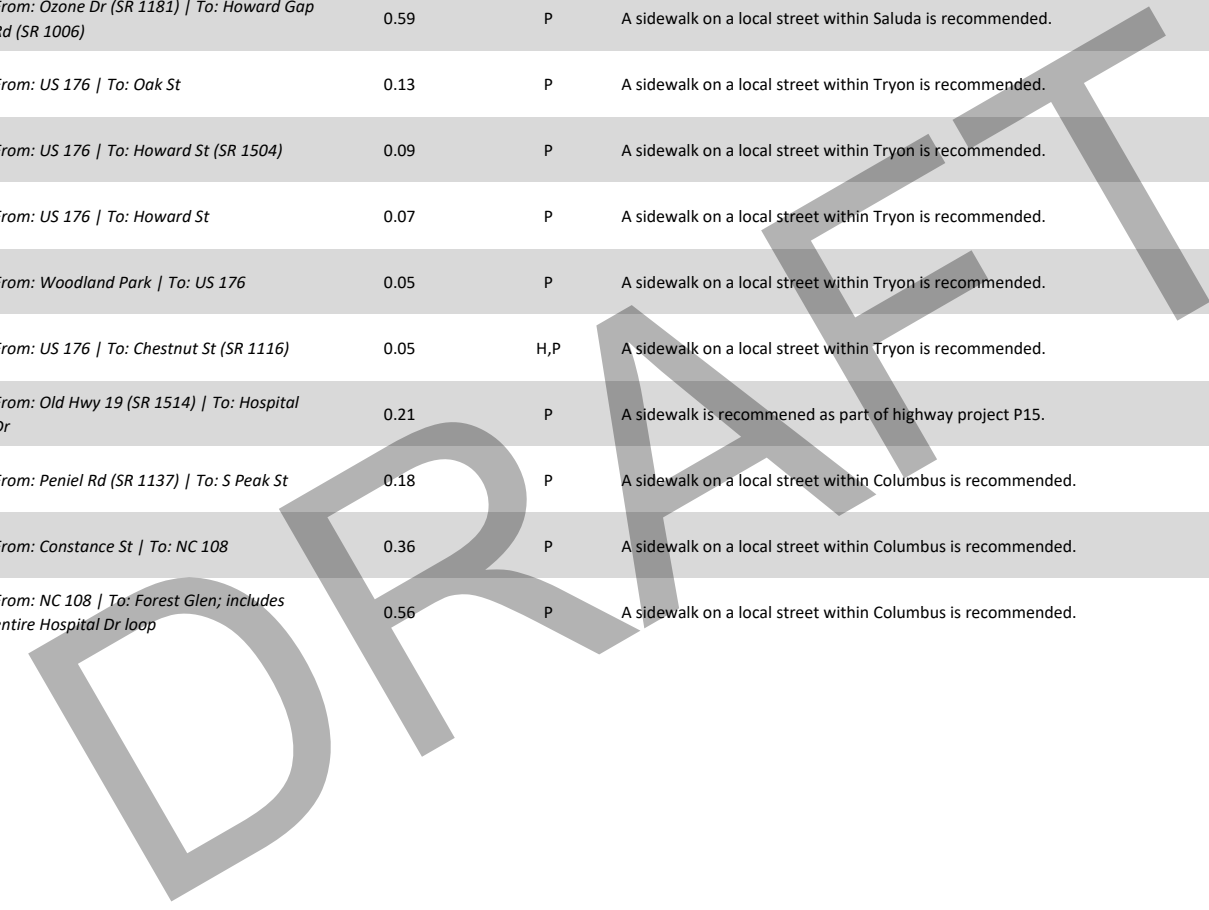 From: Ozone Dr (SR 1181) | To: Howard Gap
Rd (SR 1006)
0.59 P A sidewalk on a local street within Saluda is recommended.
From: US 176 | To: Oak St 0.13 P A sidewalk on a local street within Tryon is recommended.
From: US 176 | To: Howard St (SR 1504) 0.09 P A sidewalk on a local street within Tryon is recommended.
From: US 176 | To: Howard St 0.07 P A sidewalk on a local street within Tryon is recommended.
From: Woodland Park | To: US 176 0.05 P A sidewalk on a local street within Tryon is recommended.
From: US 176 | To: Chestnut St (SR 1116) 0.05 H,P A sidewalk on a local street within Tryon is recommended.
From: Old Hwy 19 (SR 1514) | To: Hospital
Dr
0.21 P A sidewalk is recommened as part of highway project P15.
From: Peniel Rd (SR 1137) | To: S Peak St 0.18 P A sidewalk on a local street within Columbus is recommended.
From: Constance St | To: NC 108 0.36 P A sidewalk on a local street within Columbus is recommended.
From: NC 108 | To: Forest Glen; includes
entire Hospital Dr loop
0.56 P A sidewalk on a local street within Columbus is recommended.
DRAFT